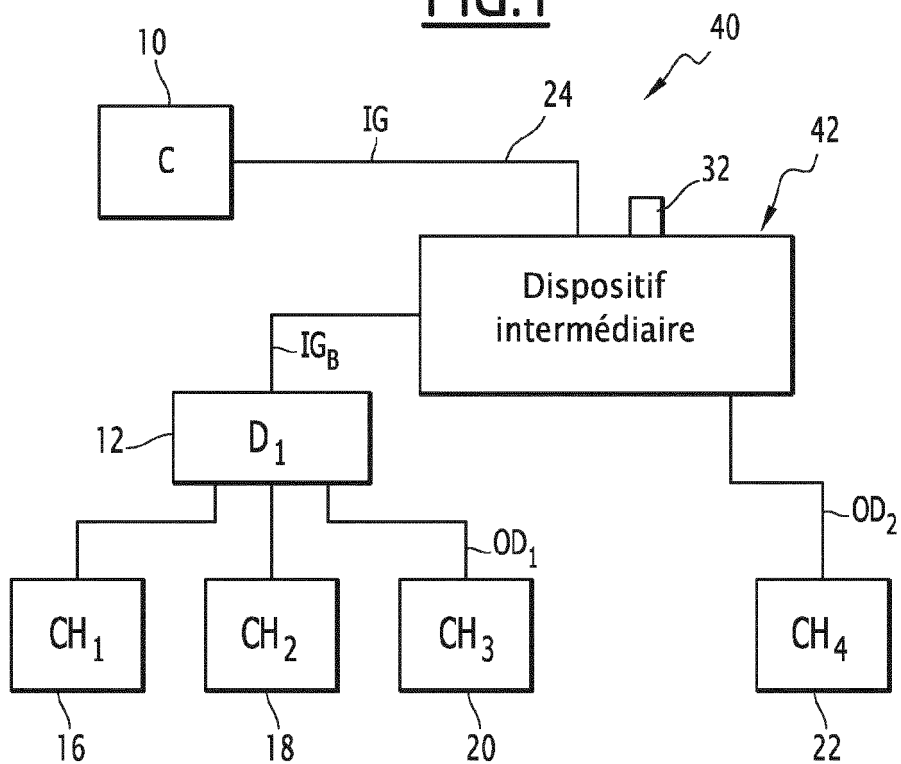 FIG.1
10
40
C
IG
24
32
42
Dispositif
intermédiaire
IG_B
12
D_1
OD_1
OD_2
CH_1
CH_2
CH_3
CH_4
16
18
20
22